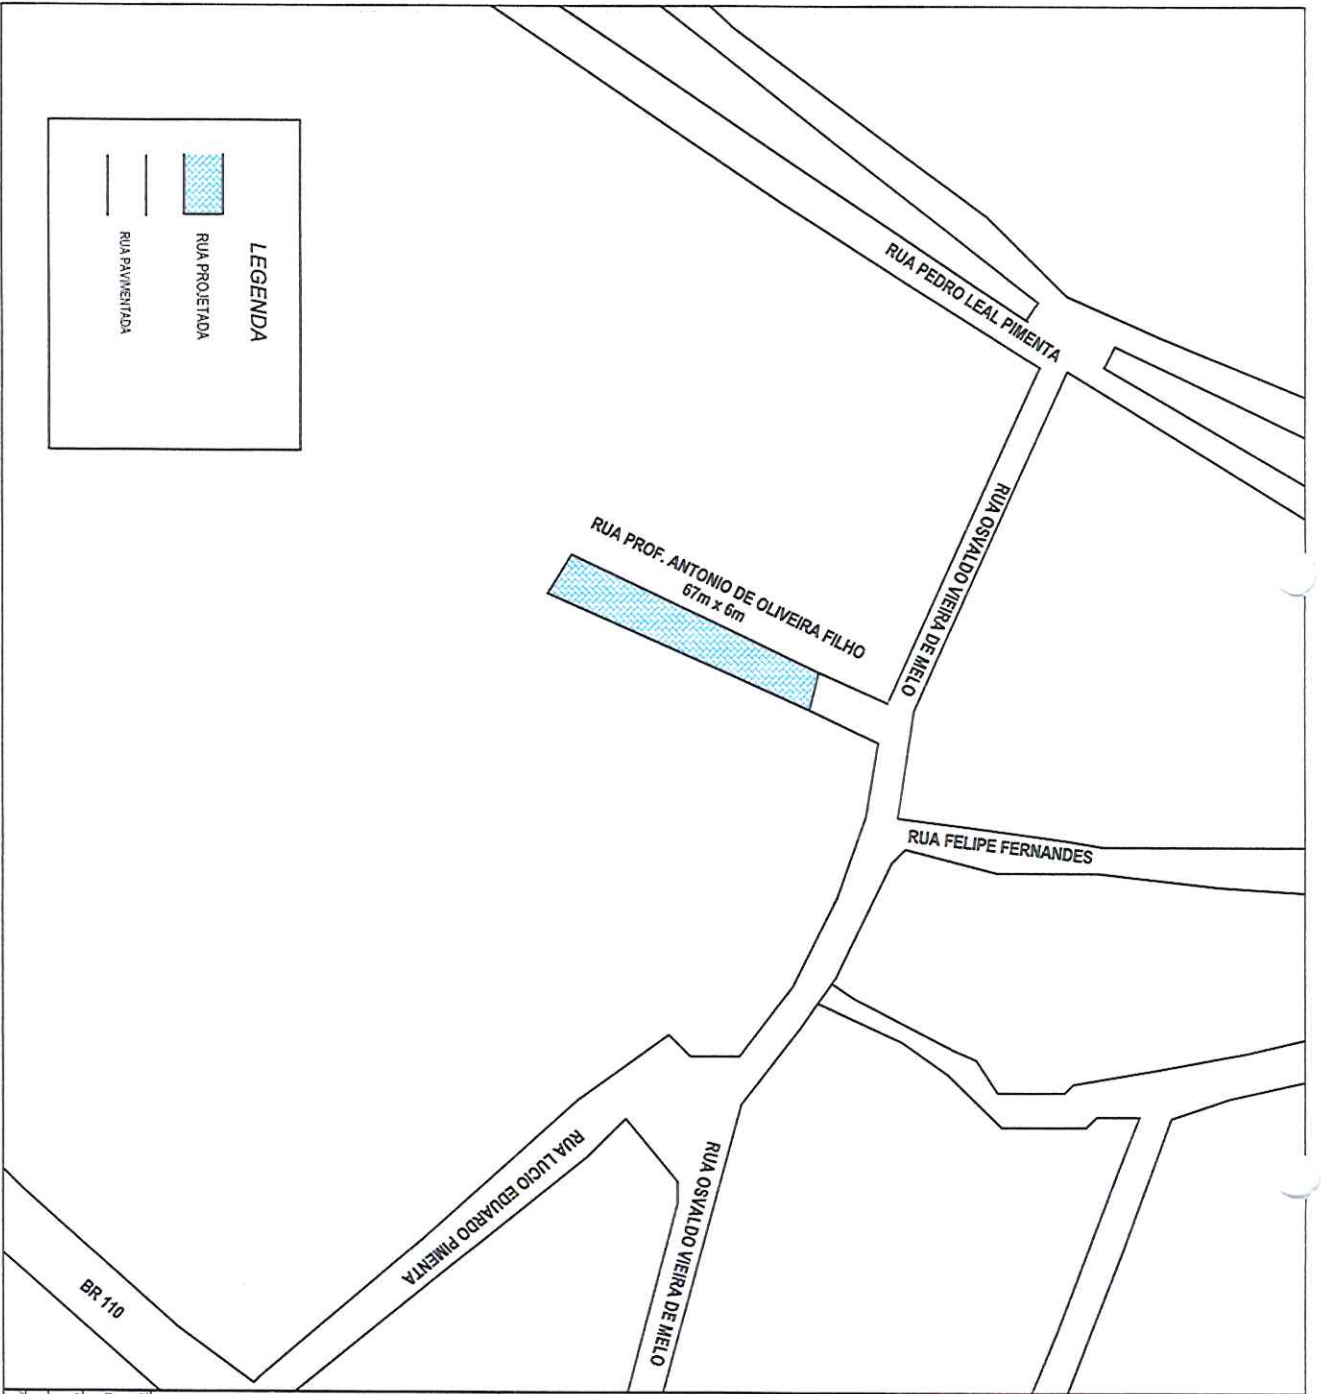 LEGENDA
RUA PROJETADA
RUA PAVIMENTADA
RUA PEDRO LEAL PIMENTA
RUA OSVALDO VIEIRA DE MELO
RUA PROF. ANTONIO DE OLIVEIRA FILHO
67m x 6m
RUA FELIPE FERNANDES
RUA LUCIO EDUARDO PIMENTA
RUA OSVALDO VIEIRA DE MELO
BR 110